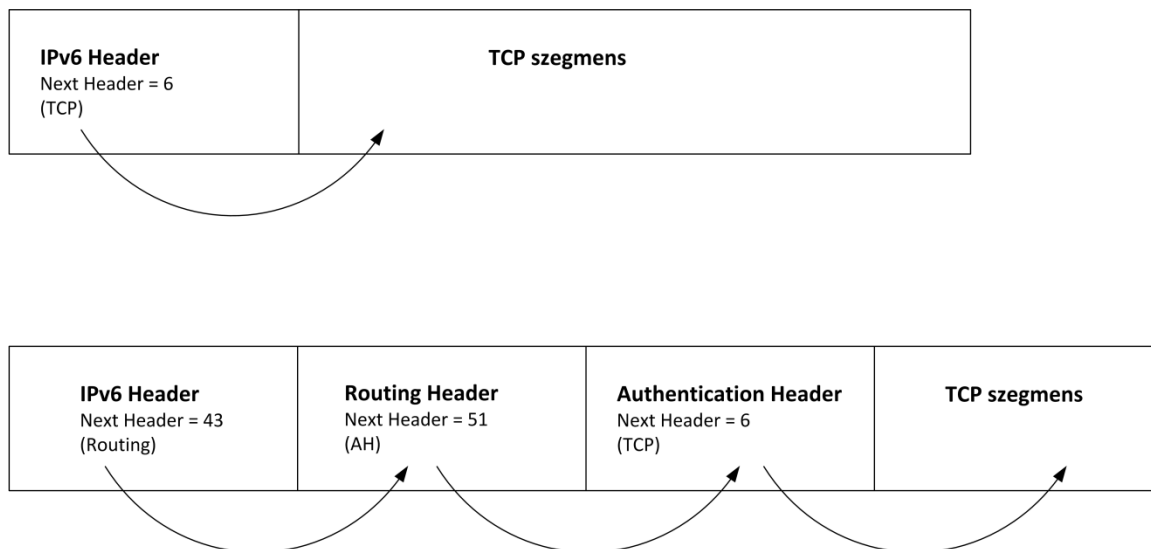 IPv6 Header
Next Header = 6
(TCP)
TCP szegmens
IPv6 Header
Next Header = 43
(Routing)
Routing Header
Next Header = 51
(AH)
Authentication Header
Next Header = 6
(TCP)
TCP szegmens